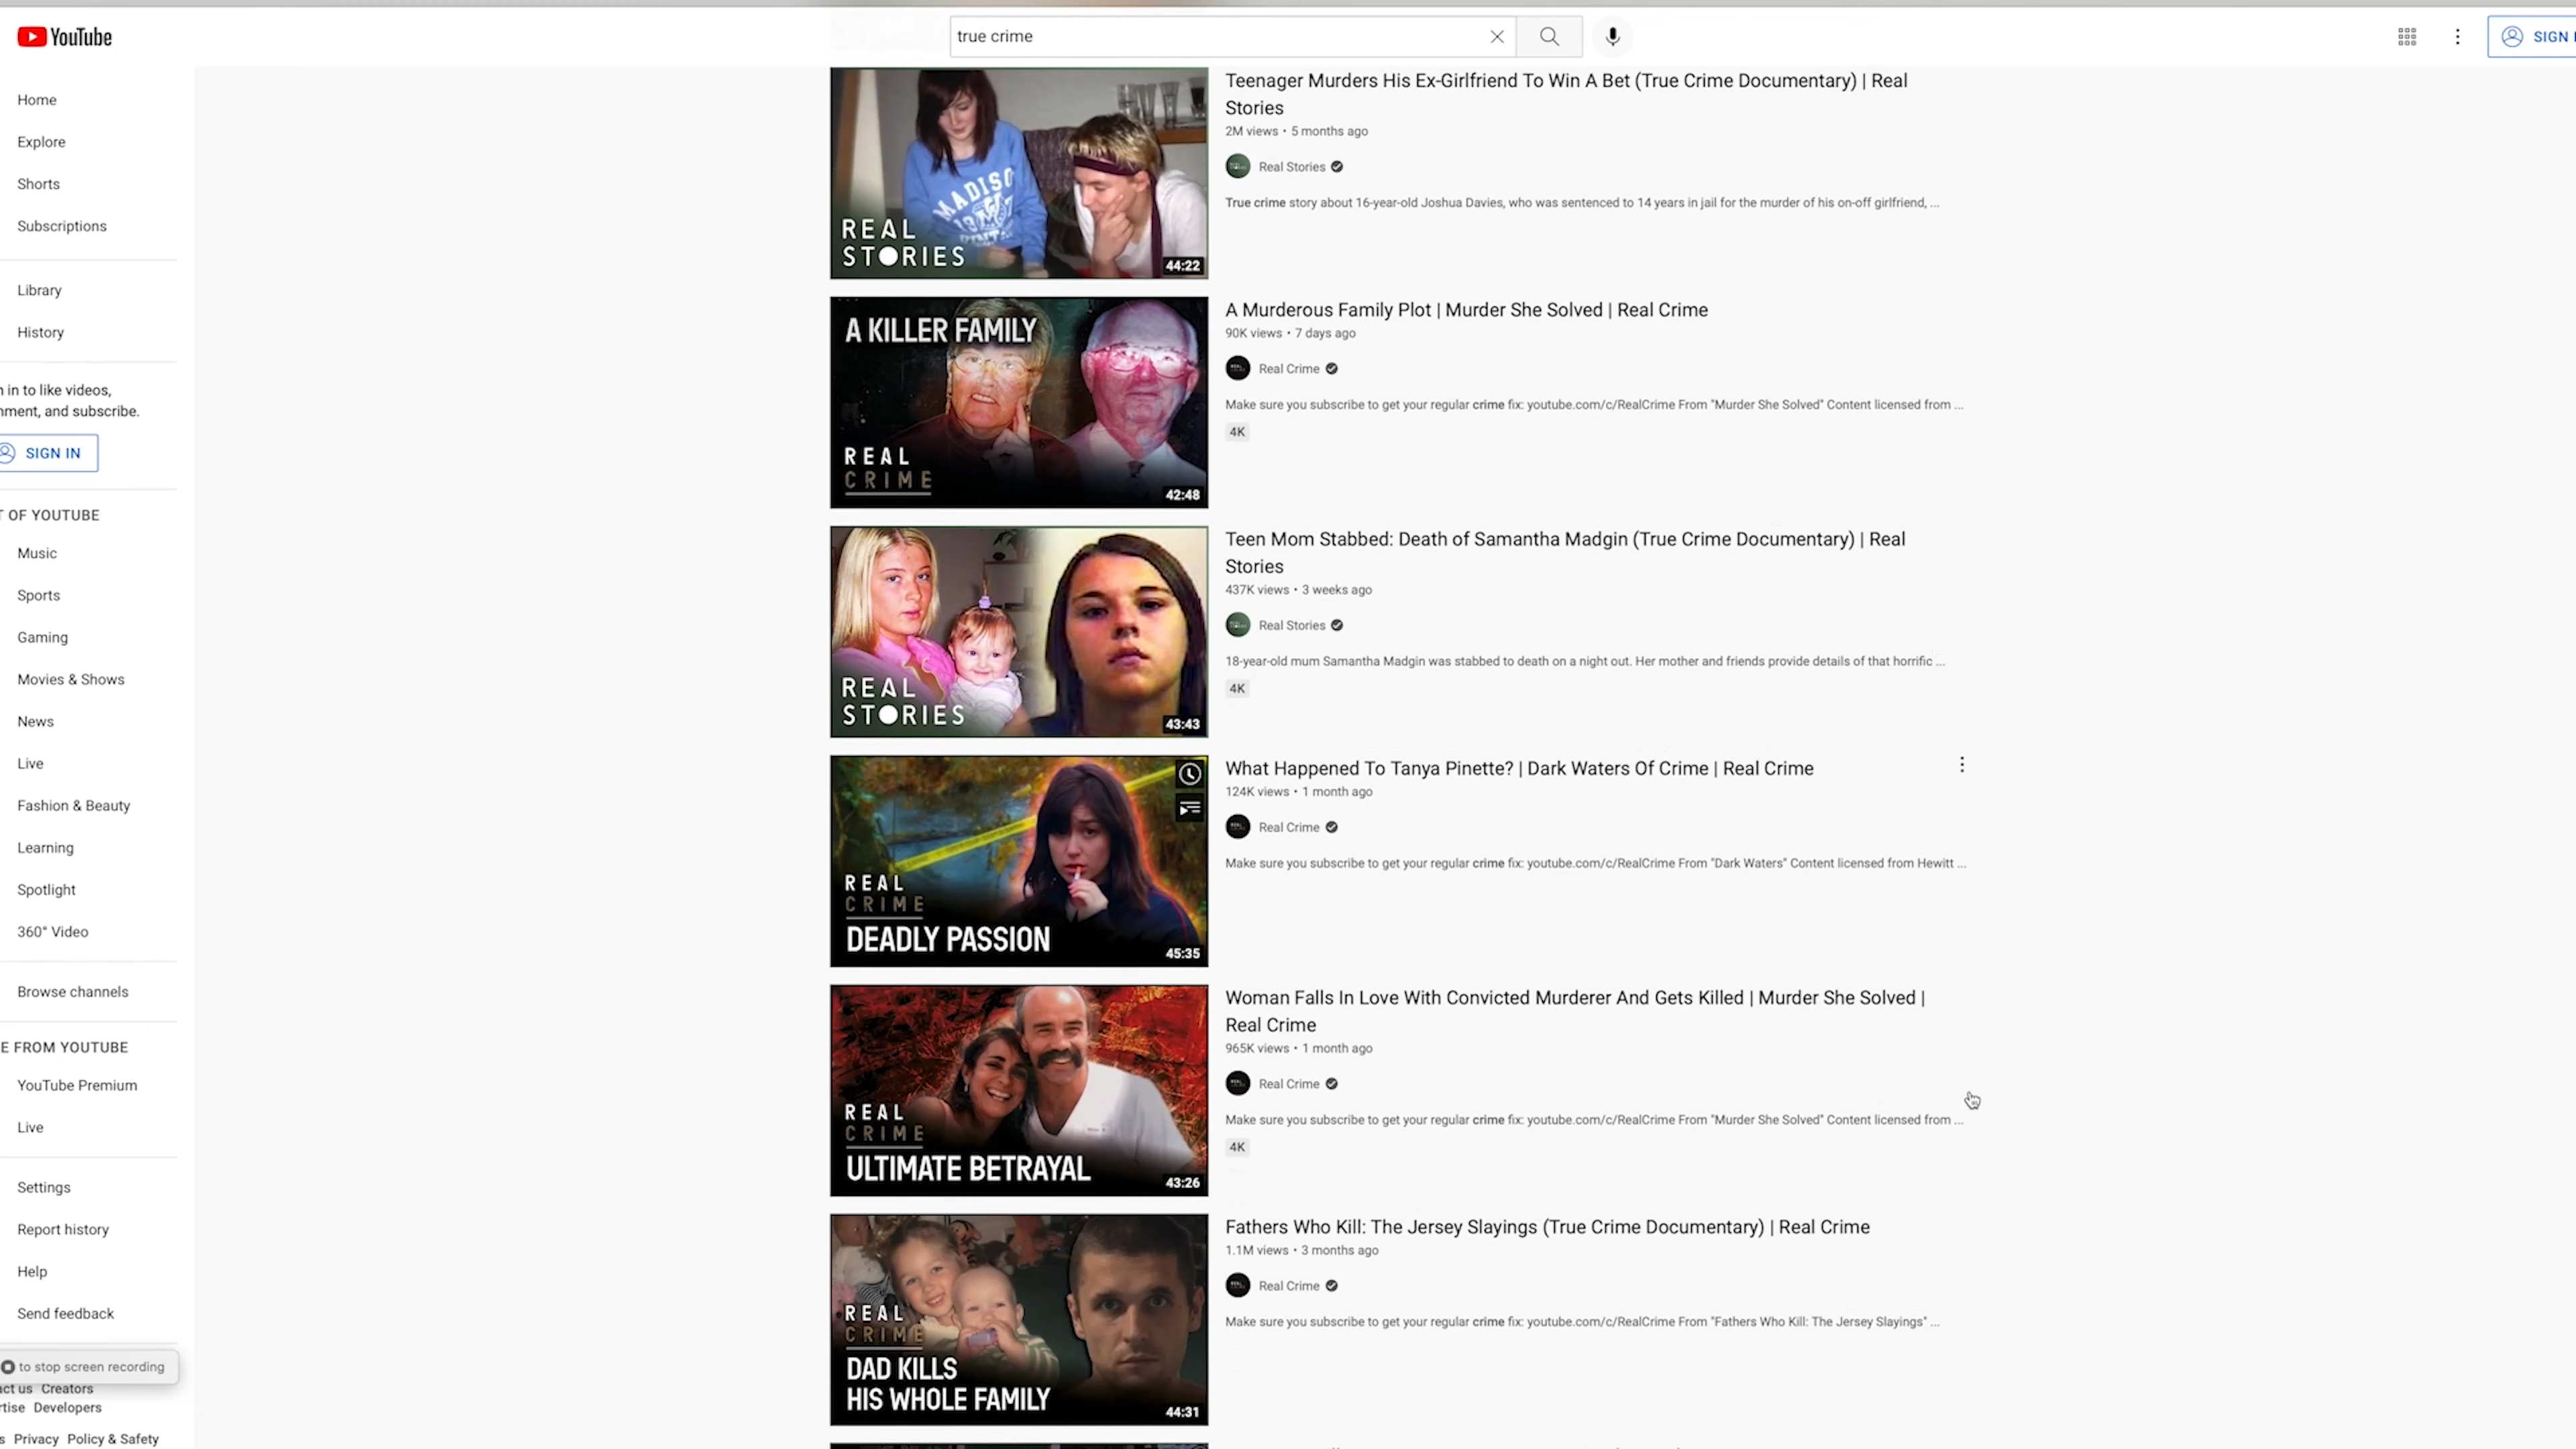 YouTube
true crime
SIGN
Home
Explore
Shorts
Subscriptions
Library
History
in to like videos,
and subscribe.
SIGN IN
OF YOUTUBE
Music
Sports
Gaming
Movies & Shows
News
Live
Fashion & Beauty
Learning
Spotlight
360° Video
Browse channels
FROM YOUTUBE
YouTube Premium
Live
Settings
Report history
Help
Send feedback
to stop screen recording
us Creators
Developers
Privacy Policy & Safety
REAL
STORIES
44:22
Teenager Murders His Ex-Girlfriend To Win A Bet (True Crime Documentary) | Real
Stories
2M views • 5 months ago
Real Stories
True crime story about 16-year-old Joshua Davies, who was sentenced to 14 years in jail for the murder of his on-off girlfriend, ...
A KILLER FAMILY
REAL
CRIME
42:48
A Murderous Family Plot | Murder She Solved | Real Crime
90K views • 7 days ago
Real Crime
Make sure you subscribe to get your regular crime fix: youtube.com/c/RealCrime From "Murder She Solved" Content licensed from ...
4K
REAL
STORIES
43:43
Teen Mom Stabbed: Death of Samantha Madgin (True Crime Documentary) | Real
Stories
437K views • 3 weeks ago
Real Stories
18-year-old mum Samantha Madgin was stabbed to death on a night out. Her mother and friends provide details of that horrific ...
4K
REAL
CRIME
DEADLY PASSION
45:35
What Happened To Tanya Pinette? | Dark Waters Of Crime | Real Crime
124K views • 1 month ago
Real Crime
Make sure you subscribe to get your regular crime fix: youtube.com/c/RealCrime From "Dark Waters" Content licensed from Hewitt ...
REAL
CRIME
ULTIMATE BETRAYAL
43:26
Woman Falls In Love With Convicted Murderer And Gets Killed | Murder She Solved |
Real Crime
965K views • 1 month ago
Real Crime
Make sure you subscribe to get your regular crime fix: youtube.com/c/RealCrime From "Murder She Solved" Content licensed from ...
4K
REAL
CRIME
DAD KILLS
HIS WHOLE FAMILY
44:31
Fathers Who Kill: The Jersey Slayings (True Crime Documentary) | Real Crime
1.1M views • 3 months ago
Real Crime
Make sure you subscribe to get your regular crime fix: youtube.com/c/RealCrime From "Fathers Who Kill: The Jersey Slayings" ...